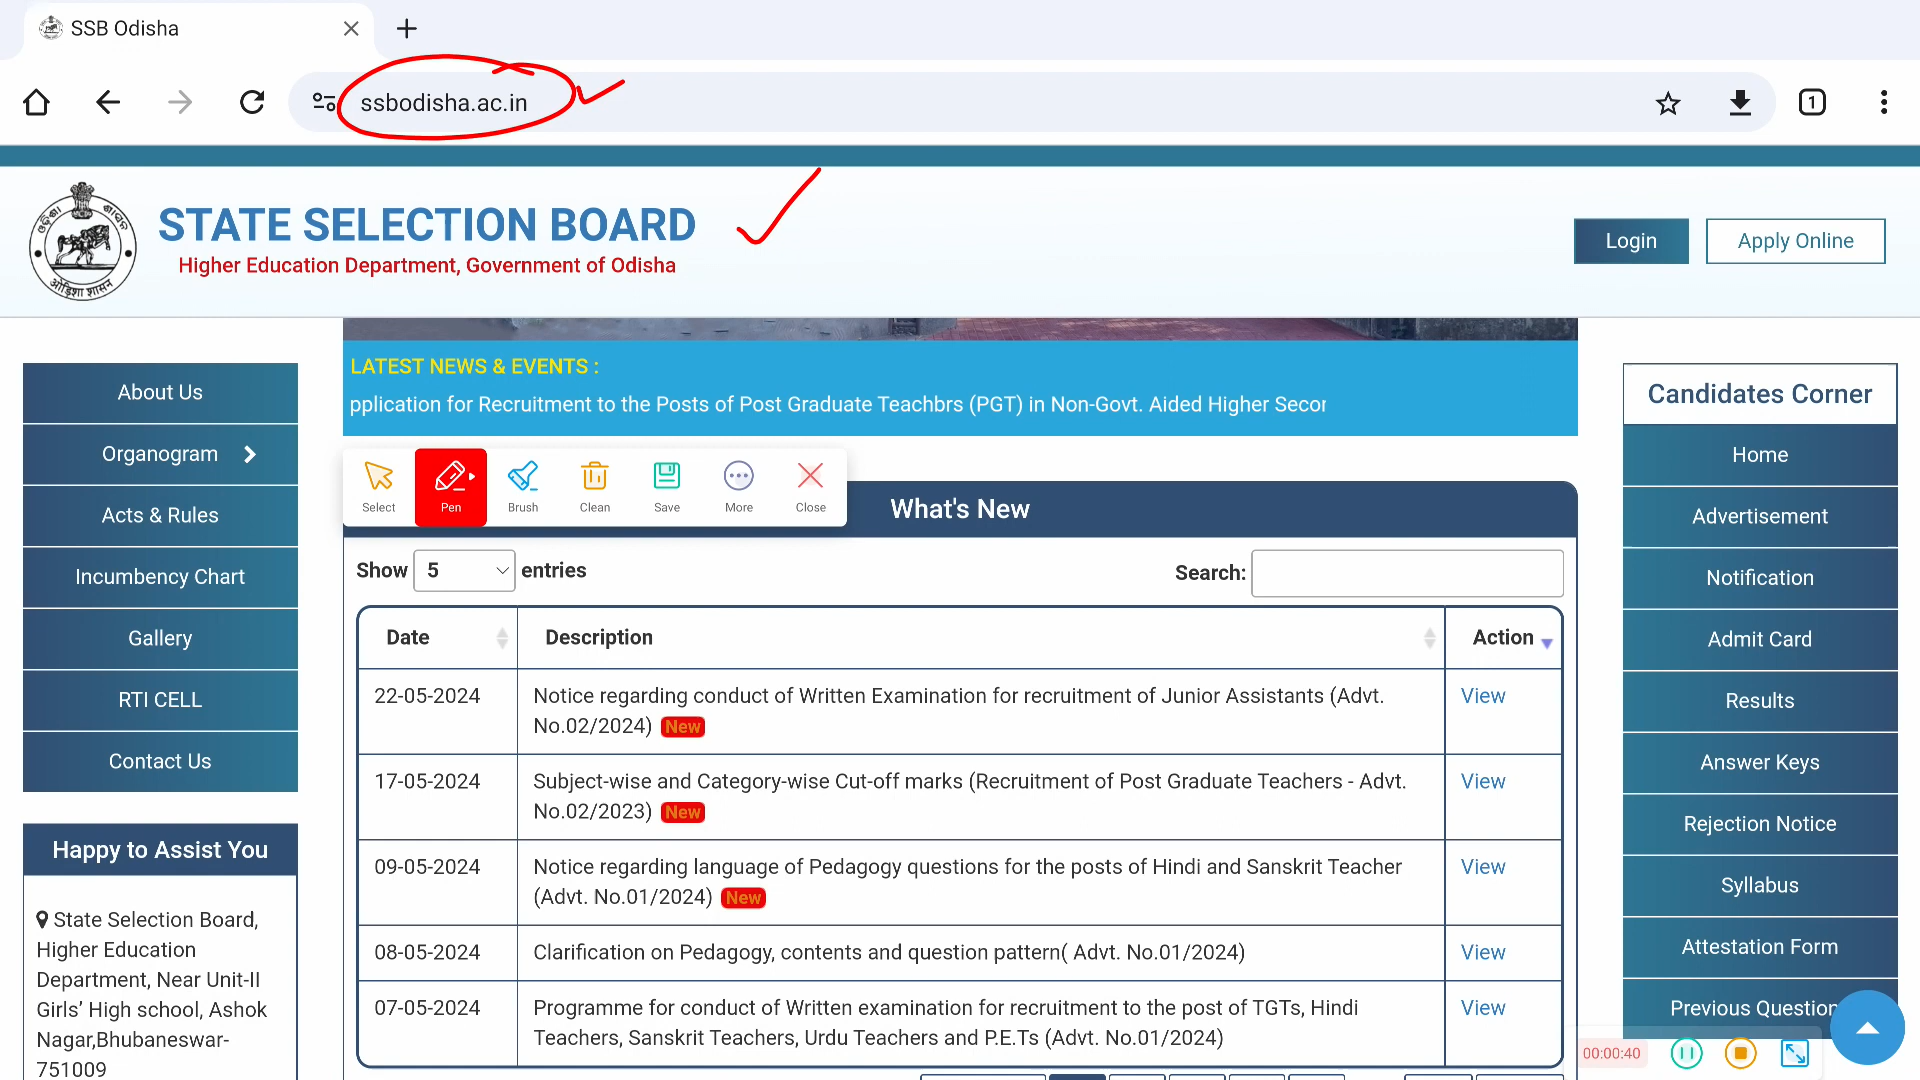 SSB Odisha
ssbodisha.ac.in
1
STATE SELECTION BOARD
Higher Education Department, Government of Odisha
Login
Apply Online
LATEST NEWS & EVENTS :
pplication for Recruitment to the Posts of Post Graduate Teachbrs (PGT) in Non-Govt. Aided Higher Secor
About Us
Organogram
Acts & Rules
Incumbency Chart
Gallery
RTI CELL
Contact Us
Happy to Assist You
State Selection Board,
Higher Education
Department, Near Unit-II
Girls’ High school, Ashok
Nagar,Bhubaneswar-
751009
Select
Pen
Brush
Clean
Save
More
Close
What's New
Show 5 entries
Search:
Date Description Action
22-05-2024 Notice regarding conduct of Written Examination for recruitment of Junior Assistants (Advt. View
No.02/2024) New
17-05-2024 Subject-wise and Category-wise Cut-off marks (Recruitment of Post Graduate Teachers - Advt. View
No.02/2023) New
09-05-2024 Notice regarding language of Pedagogy questions for the posts of Hindi and Sanskrit Teacher View
(Advt. No.01/2024) New
08-05-2024 Clarification on Pedagogy, contents and question pattern( Advt. No.01/2024) View
07-05-2024 Programme for conduct of Written examination for recruitment to the post of TGTs, Hindi View
Teachers, Sanskrit Teachers, Urdu Teachers and P.E.Ts (Advt. No.01/2024)
Candidates Corner
Home
Advertisement
Notification
Admit Card
Results
Answer Keys
Rejection Notice
Syllabus
Attestation Form
Previous Question
00:00:40